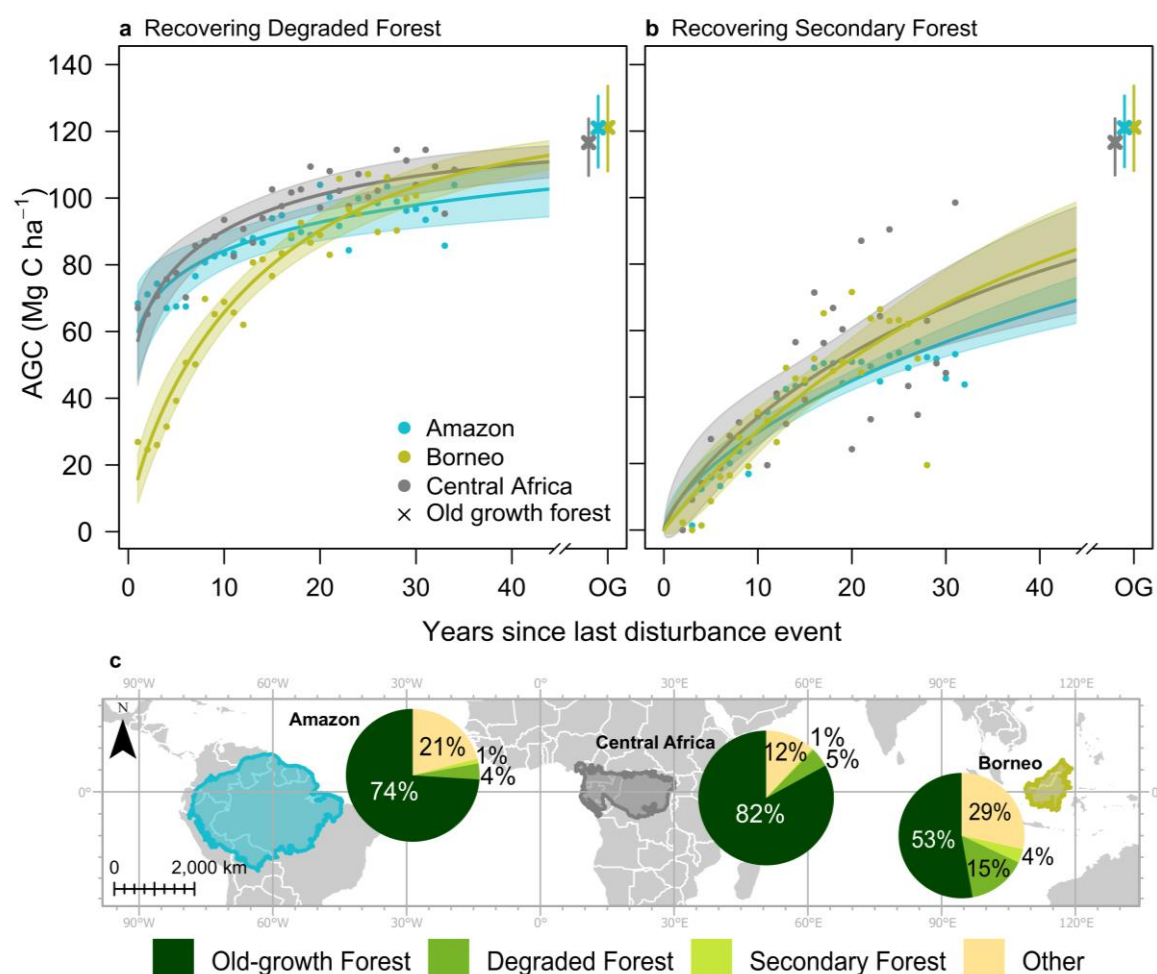 a Recovering Degraded Forest
b Recovering Secondary Forest
AGC (Mg C ha⁻¹)
140
120
100
80
60
40
20
0
Amazon
Borneo
Central Africa
Old growth forest
0 10 20 30 40 OG
0 10 20 30 40 OG
Years since last disturbance event
c
90°W 60°W 30°W 0° 30°E 60°E 90°E 120°E
N
Amazon
21%
1%
4%
74%
Central Africa
12%
1%
5%
82%
Borneo
29%
4%
15%
53%
0°
0°
0 2,000 km
90°W 60°W 30°W 0° 30°E 60°E 90°E 120°E
Old-growth Forest Degraded Forest Secondary Forest Other